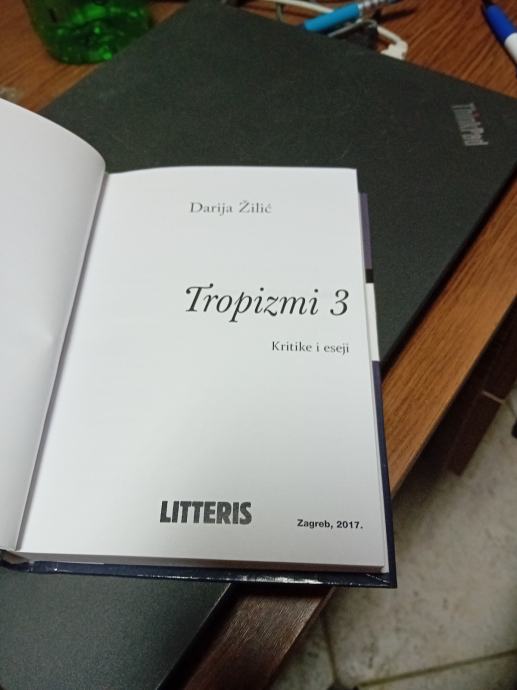 ThinkPad
Darija Žilić
Tropizmi 3
Kritike i eseji
LITTERIS
Zagreb, 2017.